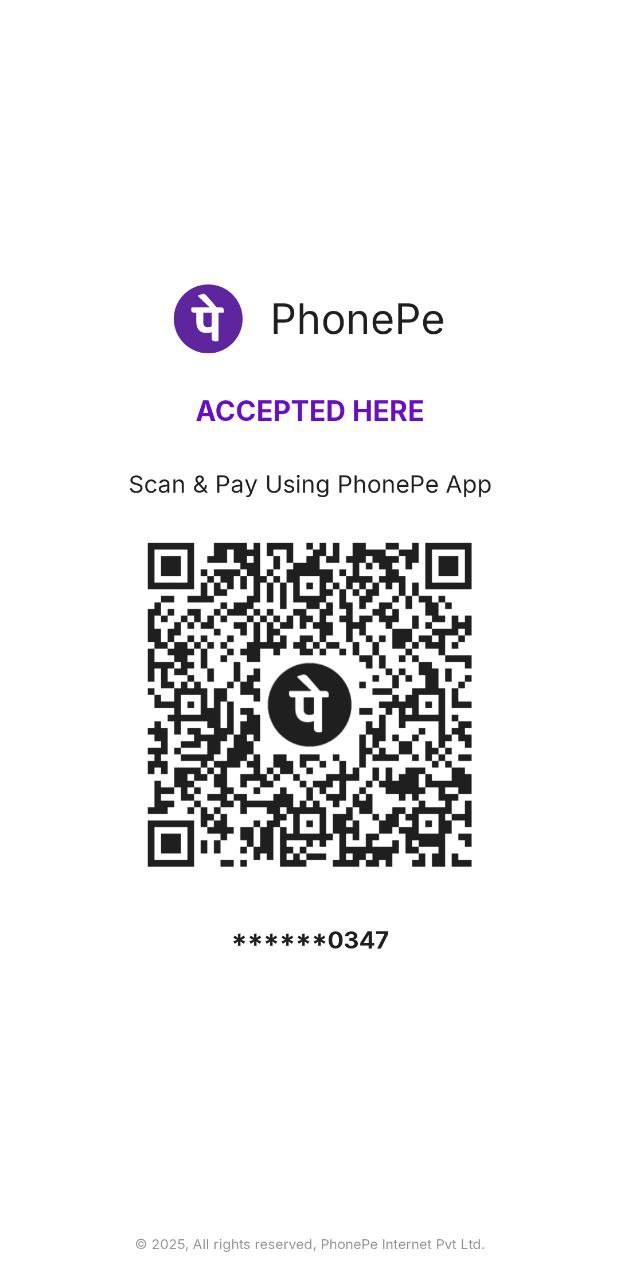 पे PhonePe
ACCEPTED HERE
Scan & Pay Using PhonePe App
पे
******0347
© 2025, All rights reserved, PhonePe Internet Pvt Ltd.